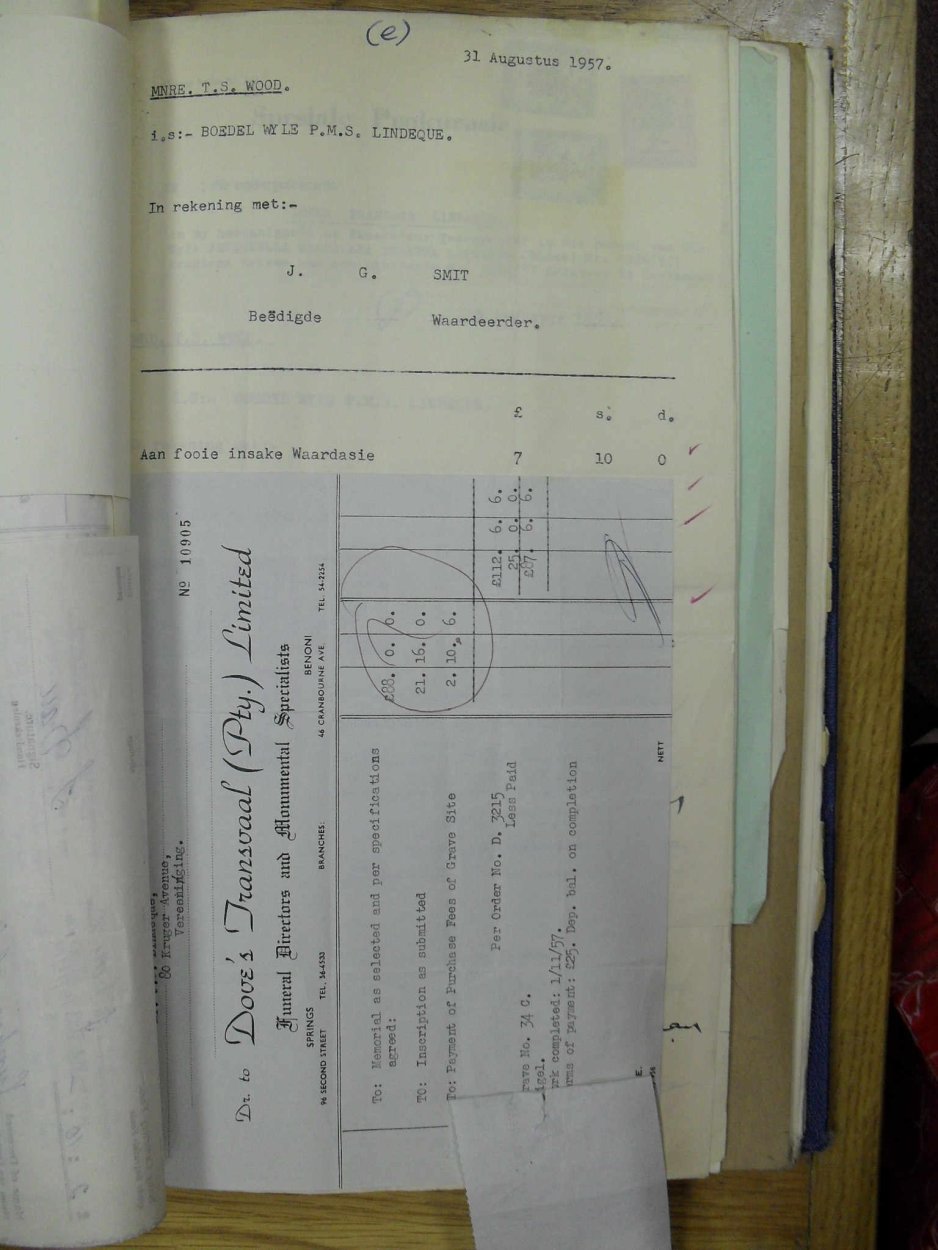 (e)
31 Augustus 1957.
MNRE. T.S. WOOD.
i.s:- BOEDEL WYLE P.M.S. LINDEQUE.
In rekening met:-
J. G. SMIT
Beëdigde Waardeerder.
£ s. d.
Aan fooie insake Waardasie 7 10 0
80 Kruger Avenue,
Vereeniging.
No 10905
Dr. to Dove's Transvaal (Pty.) Limited
Funeral Directors and Monumental Specialists
SPRINGS BRANCHES: BENONI
96 SECOND STREET TEL. 56-4533 46 CRANBOURNE AVE. TEL. 54-2254
To: Memorial as selected and per specifications
agreed: £88. 0. 0.
TO: Inscription as submitted 21. 16. 0.
To: Payment of Purchase Fees of Grave Site 2. 10. 6.
£112. 6. 6.
Per Order No. D. 3215
Less Paid 25. 0. 0.
£87. 6. 6.
rave No. 34 C.
igel.
rk completed: 1/11/57.
rms of payment: £25. Dep. bal. on completion
E.
NETT